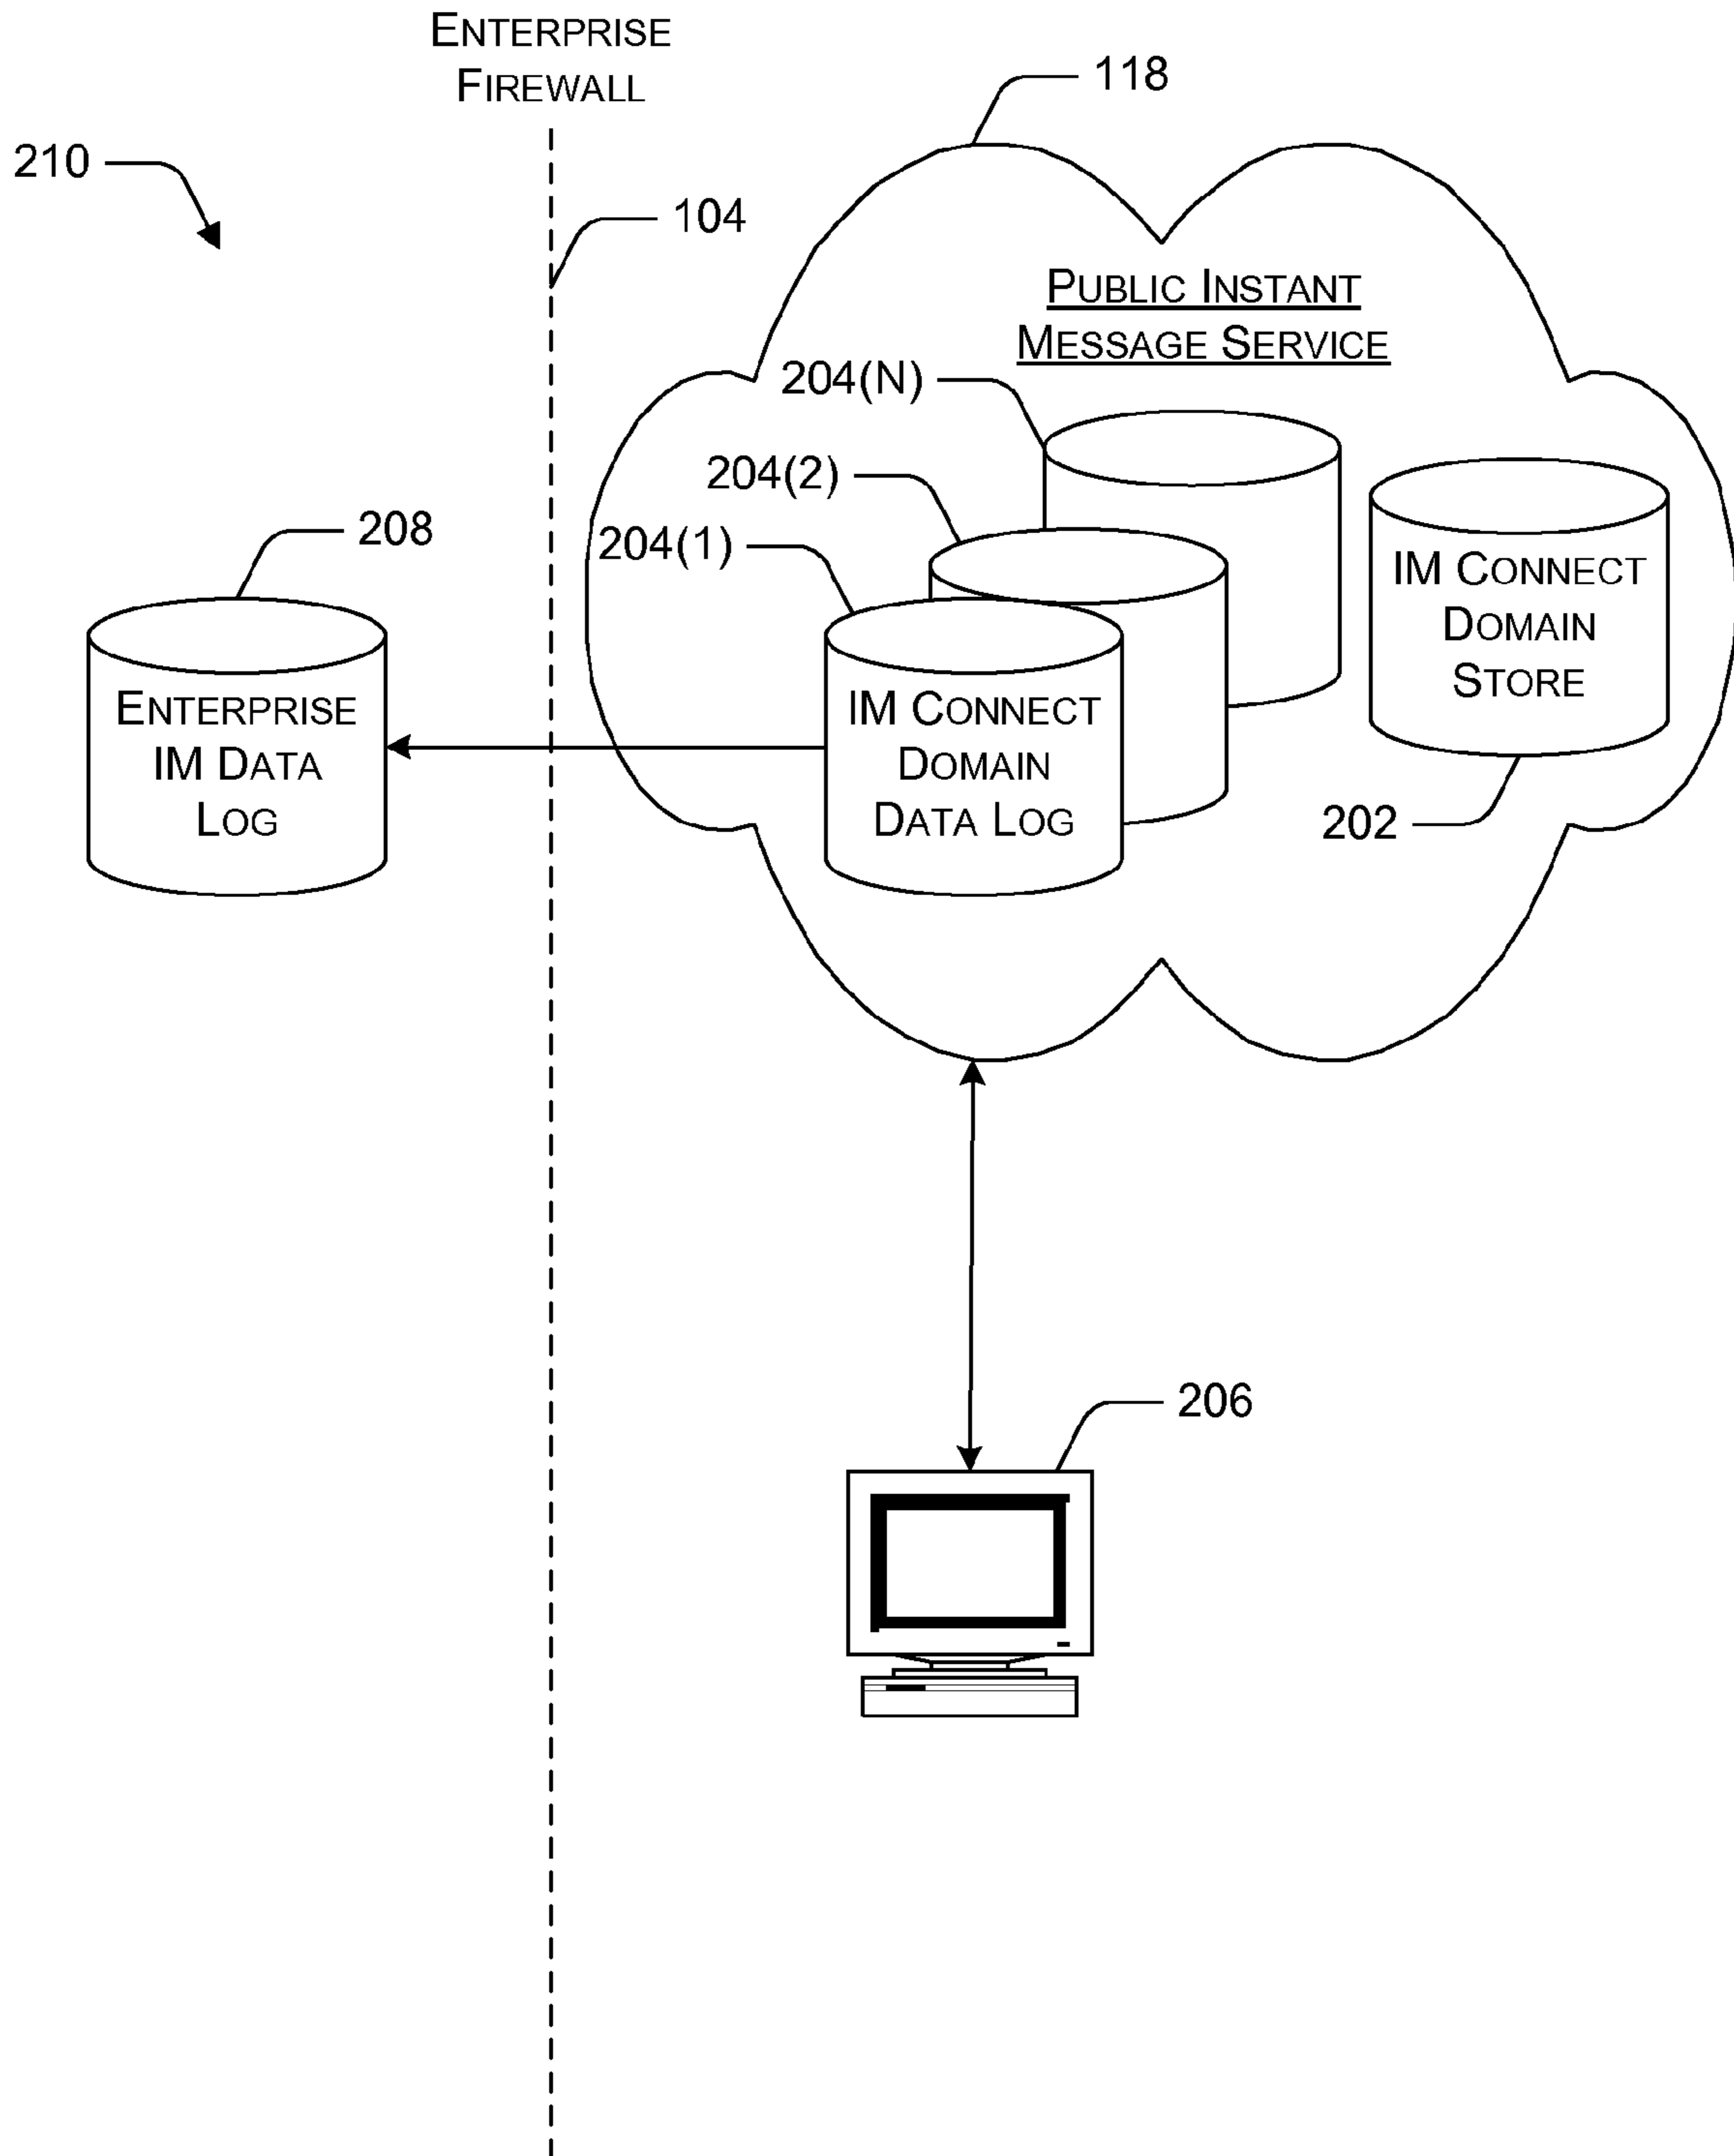 ENTERPRISE
FIREWALL
118
210
104
PUBLIC INSTANT
MESSAGE SERVICE
204(N)
204(2)
204(1)
208
IM CONNECT
DOMAIN
STORE
ENTERPRISE
IM DATA
LOG
IM CONNECT
DOMAIN
DATA LOG
202
206